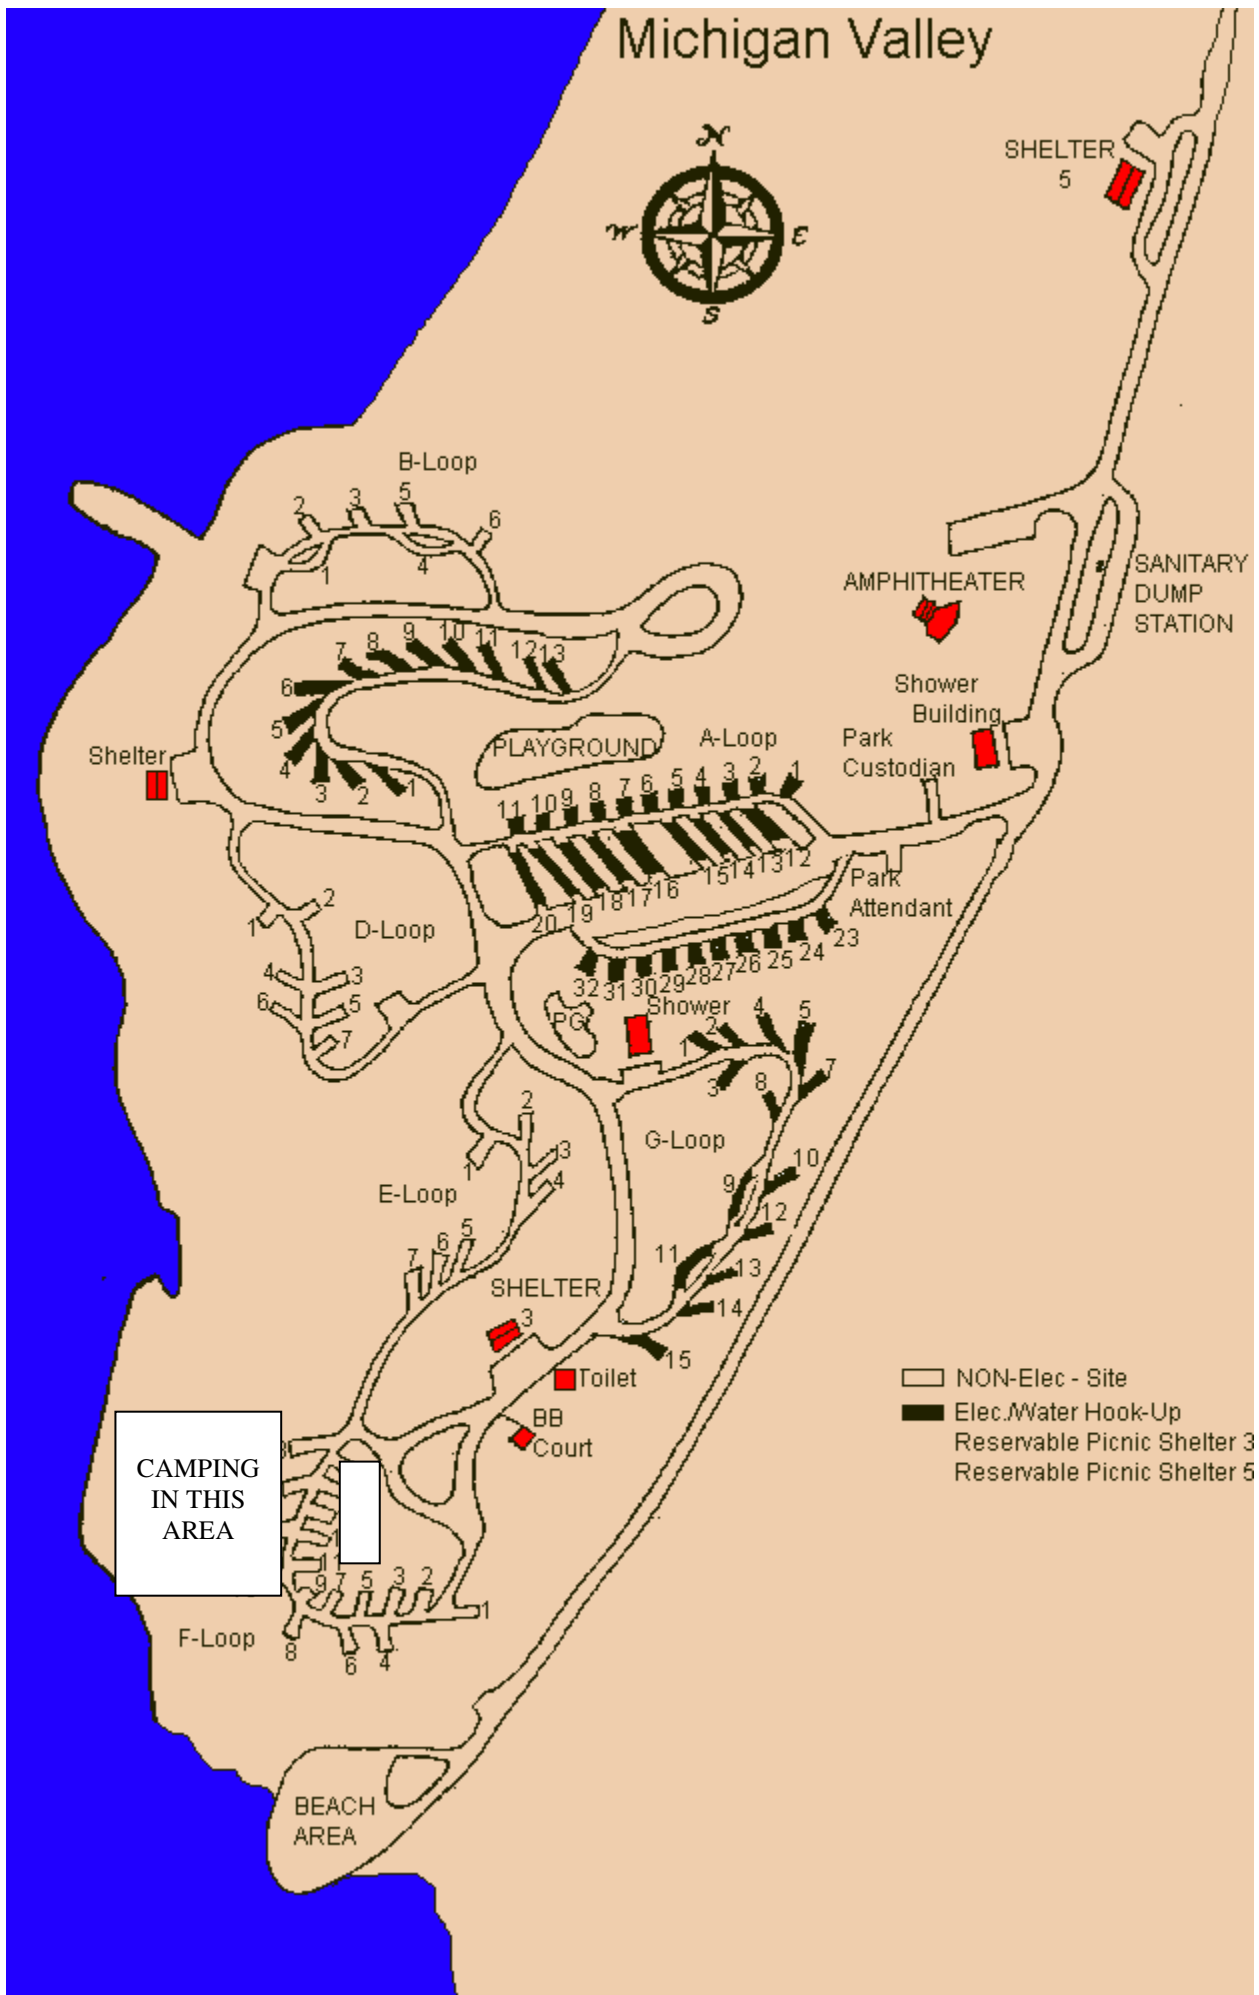 Michigan Valley
N
W
E
S
SHELTER
5
B-Loop
2
3
5
6
1
4
SANITARY
DUMP
STATION
AMPHITHEATER
7
8
9
10
11
12
13
6
5
4
3
2
1
Shower
Building
PLAYGROUND
A-Loop
Park
Custodian
Shelter
11
10
9
8
7
6
5
4
3
2
1
20
19
18
17
16
15
14
13
12
Park
Attendant
32
31
30
29
28
27
26
25
24
23
1
2
D-Loop
4
3
6
5
7
PG
Shower
1
2
4
5
3
8
7
G-Loop
9
10
12
11
13
14
15
2
1
3
4
E-Loop
7
6
5
SHELTER
3
Toilet
BB
Court
NON-Elec - Site
Elec./Water Hook-Up
Reservable Picnic Shelter 3
Reservable Picnic Shelter 5
CAMPING
IN THIS
AREA
9
7
5
3
2
1
F-Loop
8
6
4
BEACH
AREA